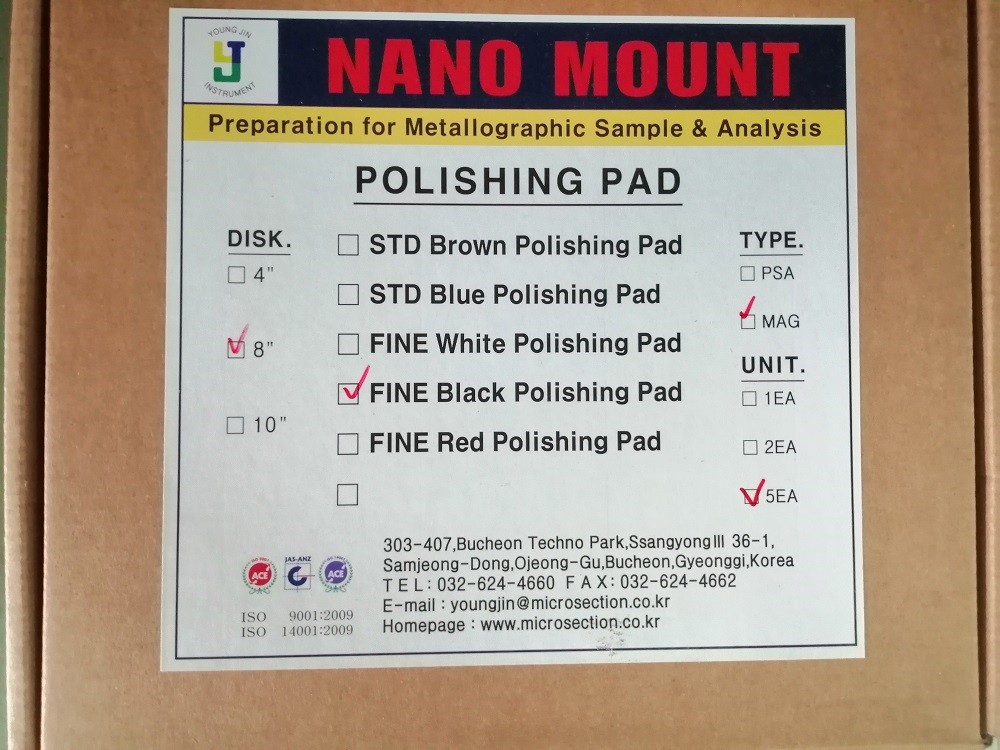 YOUNG JIN
YJ
INSTRUMENT
NANO MOUNT
Preparation for Metallographic Sample & Analysis
POLISHING PAD
DISK.
4"
8"
10"
STD Brown Polishing Pad
STD Blue Polishing Pad
FINE White Polishing Pad
FINE Black Polishing Pad
FINE Red Polishing Pad
TYPE.
PSA
MAG
UNIT.
1EA
2EA
5EA
ACE
JAS-ANZ
ACE
ISO 9001:2009
ISO 14001:2009
303-407,Bucheon Techno Park,SsangyongⅢ 36-1,
Samjeong-Dong,Ojeong-Gu,Bucheon,Gyeonggi,Korea
TEL: 032-624-4660 FAX: 032-624-4662
E-mail : youngjin@microsection.co.kr
Homepage : www.microsection.co.kr